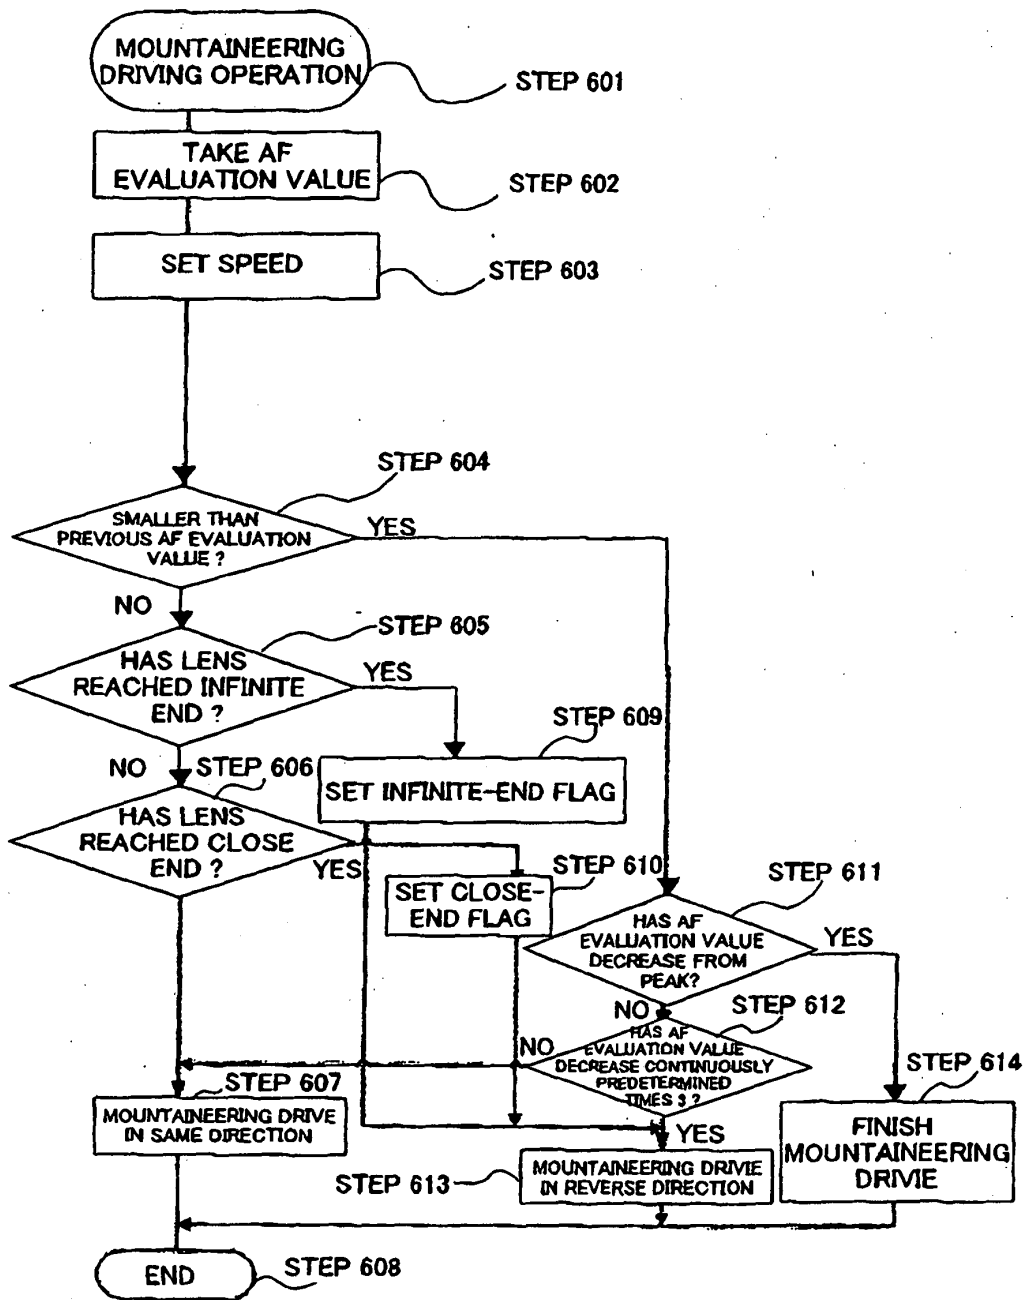 MOUNTAINEERING
DRIVING OPERATION
STEP 601
TAKE AF
EVALUATION VALUE
STEP 602
SET SPEED
STEP 603
STEP 604
SMALLER THAN
PREVIOUS AF EVALUATION
VALUE ?
YES
NO
STEP 605
HAS LENS
REACHED INFINITE
END ?
YES
NO
STEP 606
STEP 609
SET INFINITE-END FLAG
HAS LENS
REACHED CLOSE
END ?
YES
STEP 610
SET CLOSE-
END FLAG
STEP 611
HAS AF
EVALUATION VALUE
DECREASE FROM
PEAK?
YES
NO
STEP 612
HAS AF
EVALUATION VALUE
DECREASE CONTINUOUSLY
PREDETERMINED
TIMES 3 ?
NO
YES
STEP 607
MOUNTAINEERING DRIVE
IN SAME DIRECTION
STEP 614
FINISH
MOUNTAINEERING
DRIVIE
STEP 613
MOUNTAINEERING DRIVIE
IN REVERSE DIRECTION
END
STEP 608